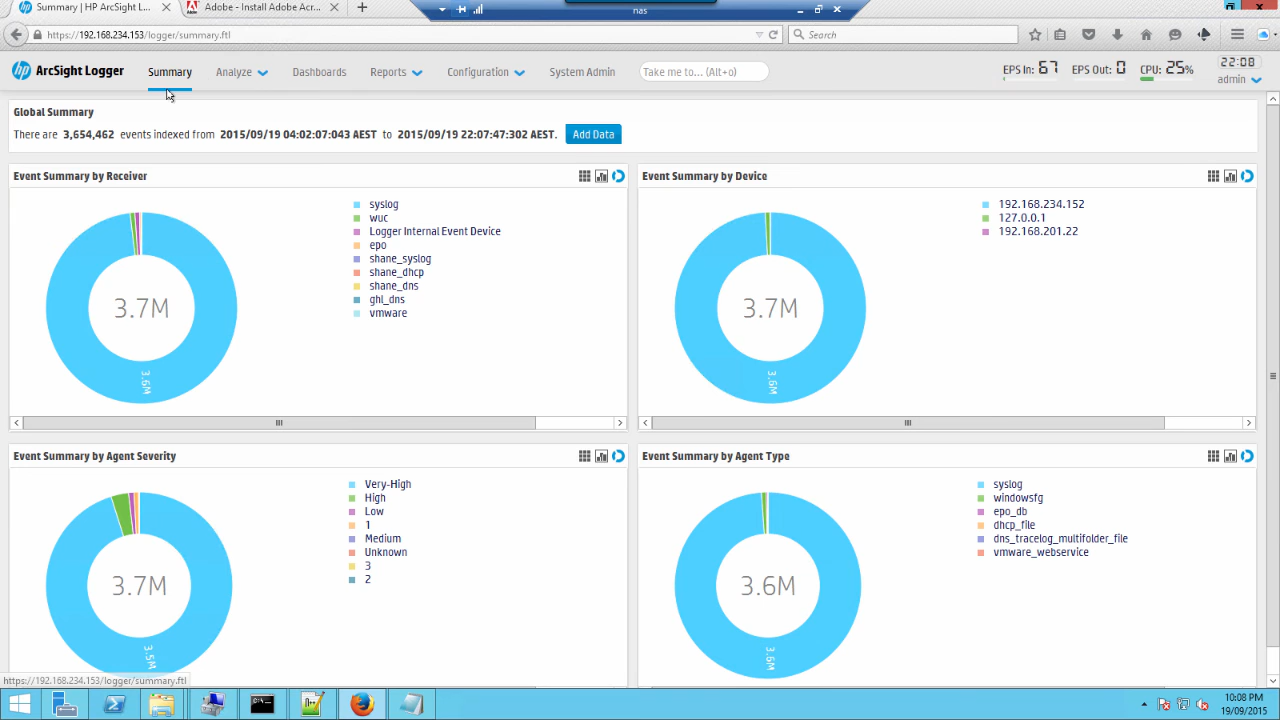 Summary | HP ArcSight Logger
Adobe - Install Adobe Acr...
nas
https://192.168.234.153/logger/summary.ftl
Search
hp ArcSight Logger
Summary
Analyze
Dashboards
Reports
Configuration
System Admin
Take me to... (Alt+o)
EPS In: 67
EPS Out: 0
CPU: 25%
22:08
admin
Global Summary
There are 3,654,462 events indexed from 2015/09/19 04:02:07:043 AEST to 2015/09/19 22:07:47:302 AEST.
Add Data
Event Summary by Receiver
3.7M
3.6M
syslog
wuc
Logger Internal Event Device
epo
shane_syslog
shane_dhcp
shane_dns
ghl_dns
vmware
Event Summary by Device
3.7M
3.6M
192.168.234.152
127.0.0.1
192.168.201.22
Event Summary by Agent Severity
3.7M
3.5M
Very-High
High
Low
1
Medium
Unknown
3
2
Event Summary by Agent Type
3.6M
3.6M
syslog
windowsfg
epo_db
dhcp_file
dns_tracelog_multifolder_file
vmware_webservice
https://192.168.234.153/logger/summary.ftl
10:08 PM
19/09/2015